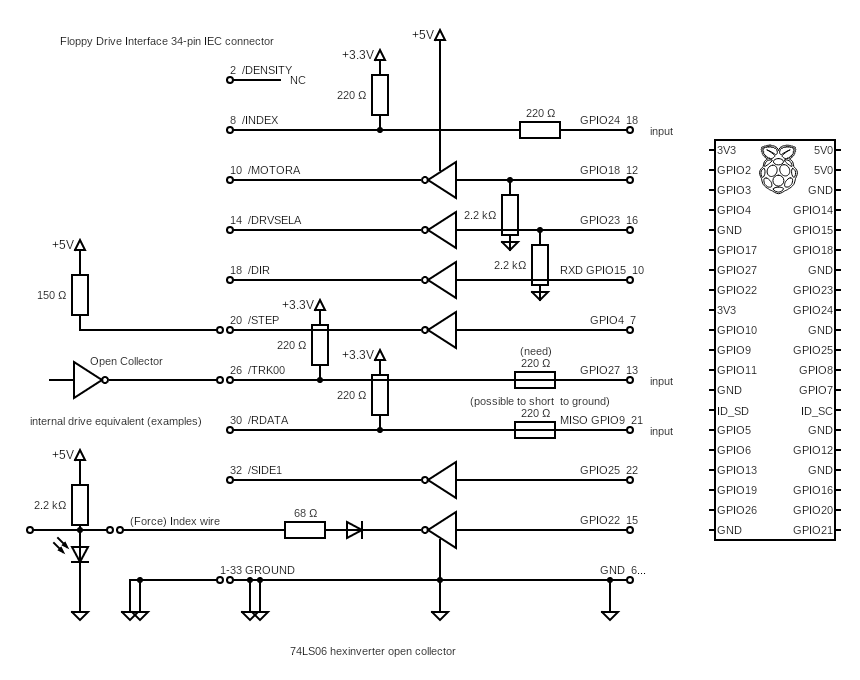 Floppy Drive Interface 34-pin IEC connector
+5V
+3.3V
2 /DENSITY
NC
220 Ω
8 /INDEX
220 Ω
GPIO24 18
input
10 /MOTORA
GPIO18 12
2.2 kΩ
14 /DRVSELA
GPIO23 16
+5V
2.2 kΩ
18 /DIR
RXD GPIO15 10
150 Ω
+3.3V
20 /STEP
GPIO4 7
220 Ω
+3.3V
(need)
220 Ω
Open Collector
26 /TRK00
GPIO27 13
input
220 Ω
(possible to short to ground)
220 Ω
internal drive equivalent (examples)
30 /RDATA
MISO GPIO9 21
input
+5V
32 /SIDE1
GPIO25 22
2.2 kΩ
(Force) Index wire
68 Ω
GPIO22 15
1-33 GROUND
GND 6...
74LS06 hexinverter open collector
3V3 5V0
GPIO2 5V0
GPIO3 GND
GPIO4 GPIO14
GND GPIO15
GPIO17 GPIO18
GPIO27 GND
GPIO22 GPIO23
3V3 GPIO24
GPIO10 GND
GPIO9 GPIO25
GPIO11 GPIO8
GND GPIO7
ID_SD ID_SC
GPIO5 GND
GPIO6 GPIO12
GPIO13 GND
GPIO19 GPIO16
GPIO26 GPIO20
GND GPIO21